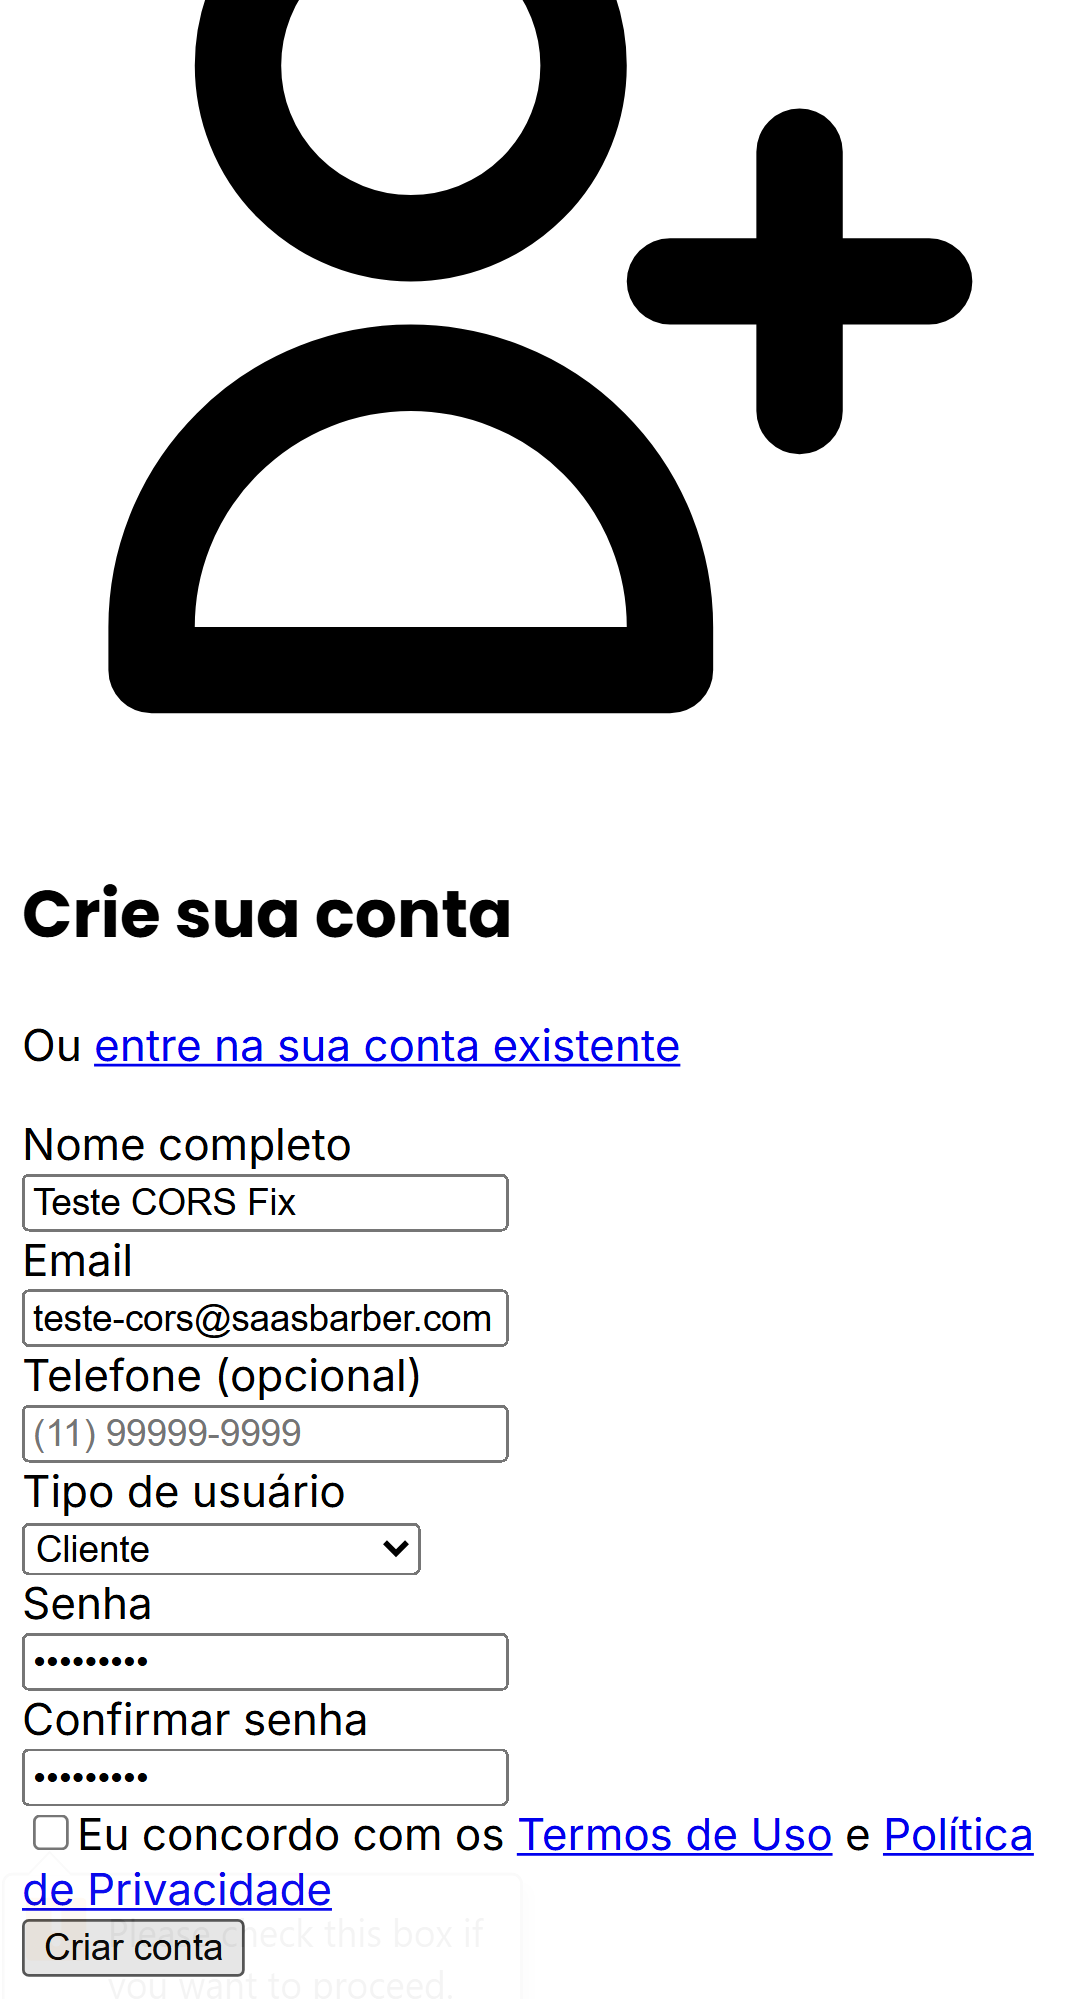 Crie sua conta
Ou entre na sua conta existente
Nome completo
Teste CORS Fix
Email
teste-cors@saasbarber.com
Telefone (opcional)
(11) 99999-9999
Tipo de usuário
Cliente
Senha
•••••••••
Confirmar senha
•••••••••
Eu concordo com os Termos de Uso e Política
de Privacidade
Please check this box if
Criar conta
you want to proceed.